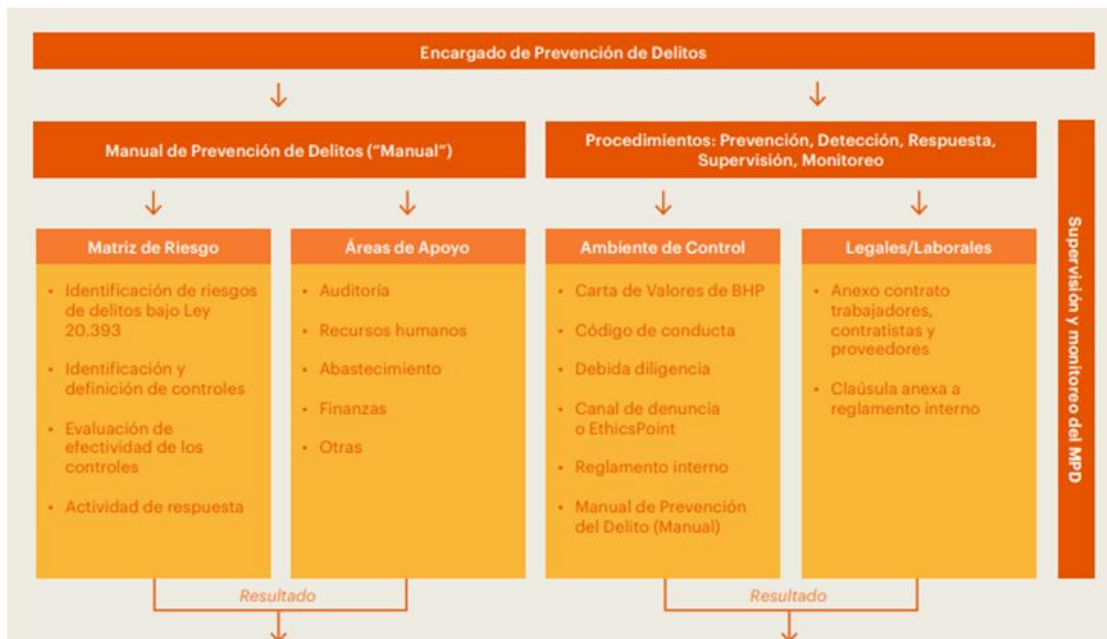 Encargado de Prevención de Delitos
Manual de Prevención de Delitos (“Manual”)
Procedimientos: Prevención, Detección, Respuesta,
Supervisión, Monitoreo
Matriz de Riesgo
• Identificación de riesgos
de delitos bajo Ley
20.393
• Identificación y
definición de controles
• Evaluación de
efectividad de los
controles
• Actividad de respuesta
Áreas de Apoyo
• Auditoría
• Recursos humanos
• Abastecimiento
• Finanzas
• Otras
Ambiente de Control
• Carta de Valores de BHP
• Código de conducta
• Debida diligencia
• Canal de denuncia
o EthicsPoint
• Reglamento interno
• Manual de Prevención
del Delito (Manual)
Legales/Laborales
• Anexo contrato
trabajadores,
contratistas y
proveedores
• Claúsula anexa a
reglamento interno
Supervisión y monitoreo del MPD
Resultado
Resultado